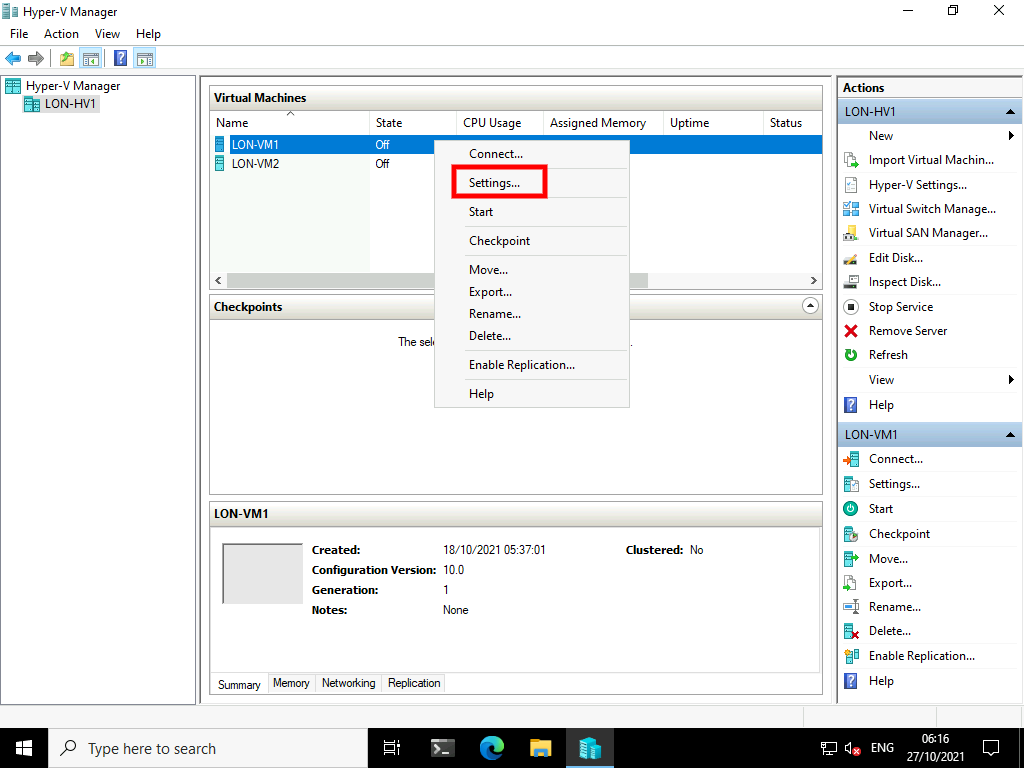 Hyper-V Manager
File Action View Help
Hyper-V Manager
LON-HV1
Virtual Machines
Name State CPU Usage Assigned Memory Uptime Status
LON-VM1 Off
LON-VM2 Off
Connect...
Settings...
Start
Checkpoint
Move...
Export...
Rename...
Delete...
Enable Replication...
Help
Checkpoints
The sele
.
LON-VM1
Created: 18/10/2021 05:37:01 Clustered: No
Configuration Version: 10.0
Generation: 1
Notes: None
Summary Memory Networking Replication
Actions
LON-HV1
New
Import Virtual Machin...
Hyper-V Settings...
Virtual Switch Manage...
Virtual SAN Manager...
Edit Disk...
Inspect Disk...
Stop Service
Remove Server
Refresh
View
Help
LON-VM1
Connect...
Settings...
Start
Checkpoint
Move...
Export...
Rename...
Delete...
Enable Replication...
Help
Type here to search
ENG
06:16
27/10/2021